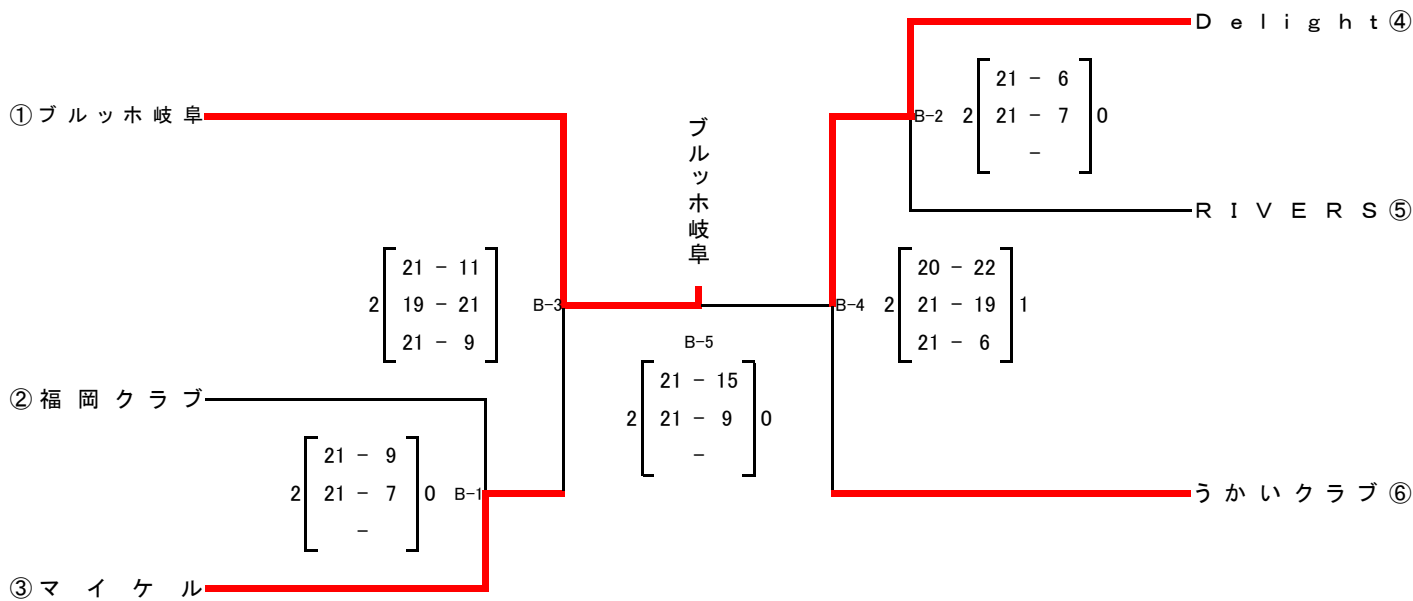 Delight④
21 - 6
①ブルッホ岐阜
ブルッホ岐阜
B-2 2 21 - 7 0
-
RIVERS⑤
21 - 11
20 - 22
2 19 - 21
B-3
B-4 2 21 - 19 1
21 - 9
21 - 6
B-5
21 - 15
②福岡クラブ
2 21 - 9 0
-
21 - 9
2 21 - 7 0 B-1
-
うかいクラブ⑥
③マイケル